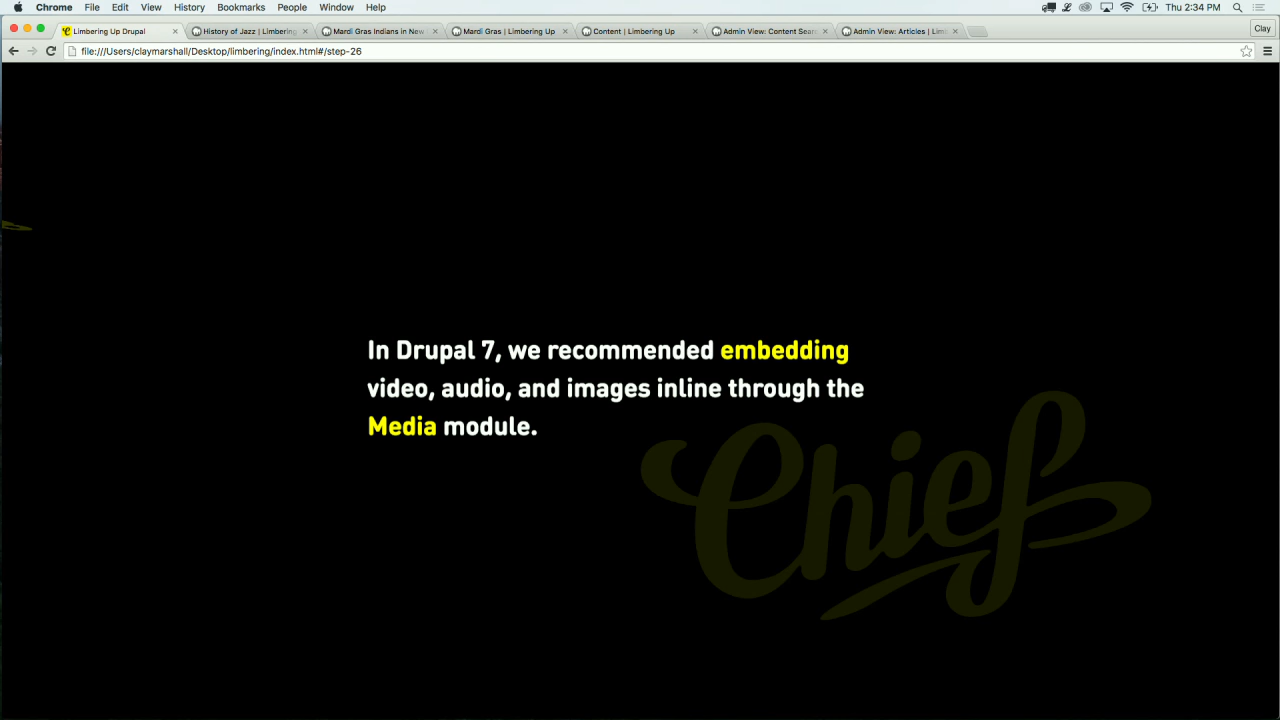 Chrome File Edit View History Bookmarks People Window Help Thu 2:34 PM
Limbering Up Drupal History of Jazz | Limbering Mardi Gras Indians in New Mardi Gras | Limbering Up Content | Limbering Up Admin View: Content Sear Admin View: Articles | Lim Clay
file:///Users/claymarshall/Desktop/limbering/index.html#/step-26
In Drupal 7, we recommended embedding
video, audio, and images inline through the
Media module.
Chief